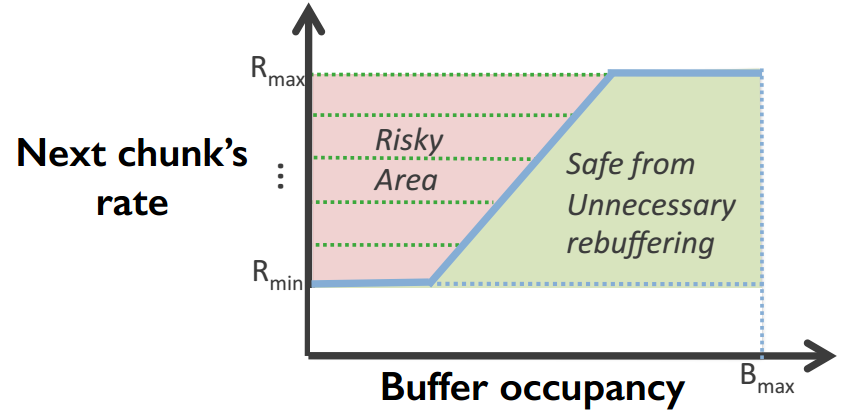 Rmax
Next chunk's
rate
⋮
Rmin
Risky
Area
Safe from
Unnecessary
rebuffering
Buffer occupancy
Bmax